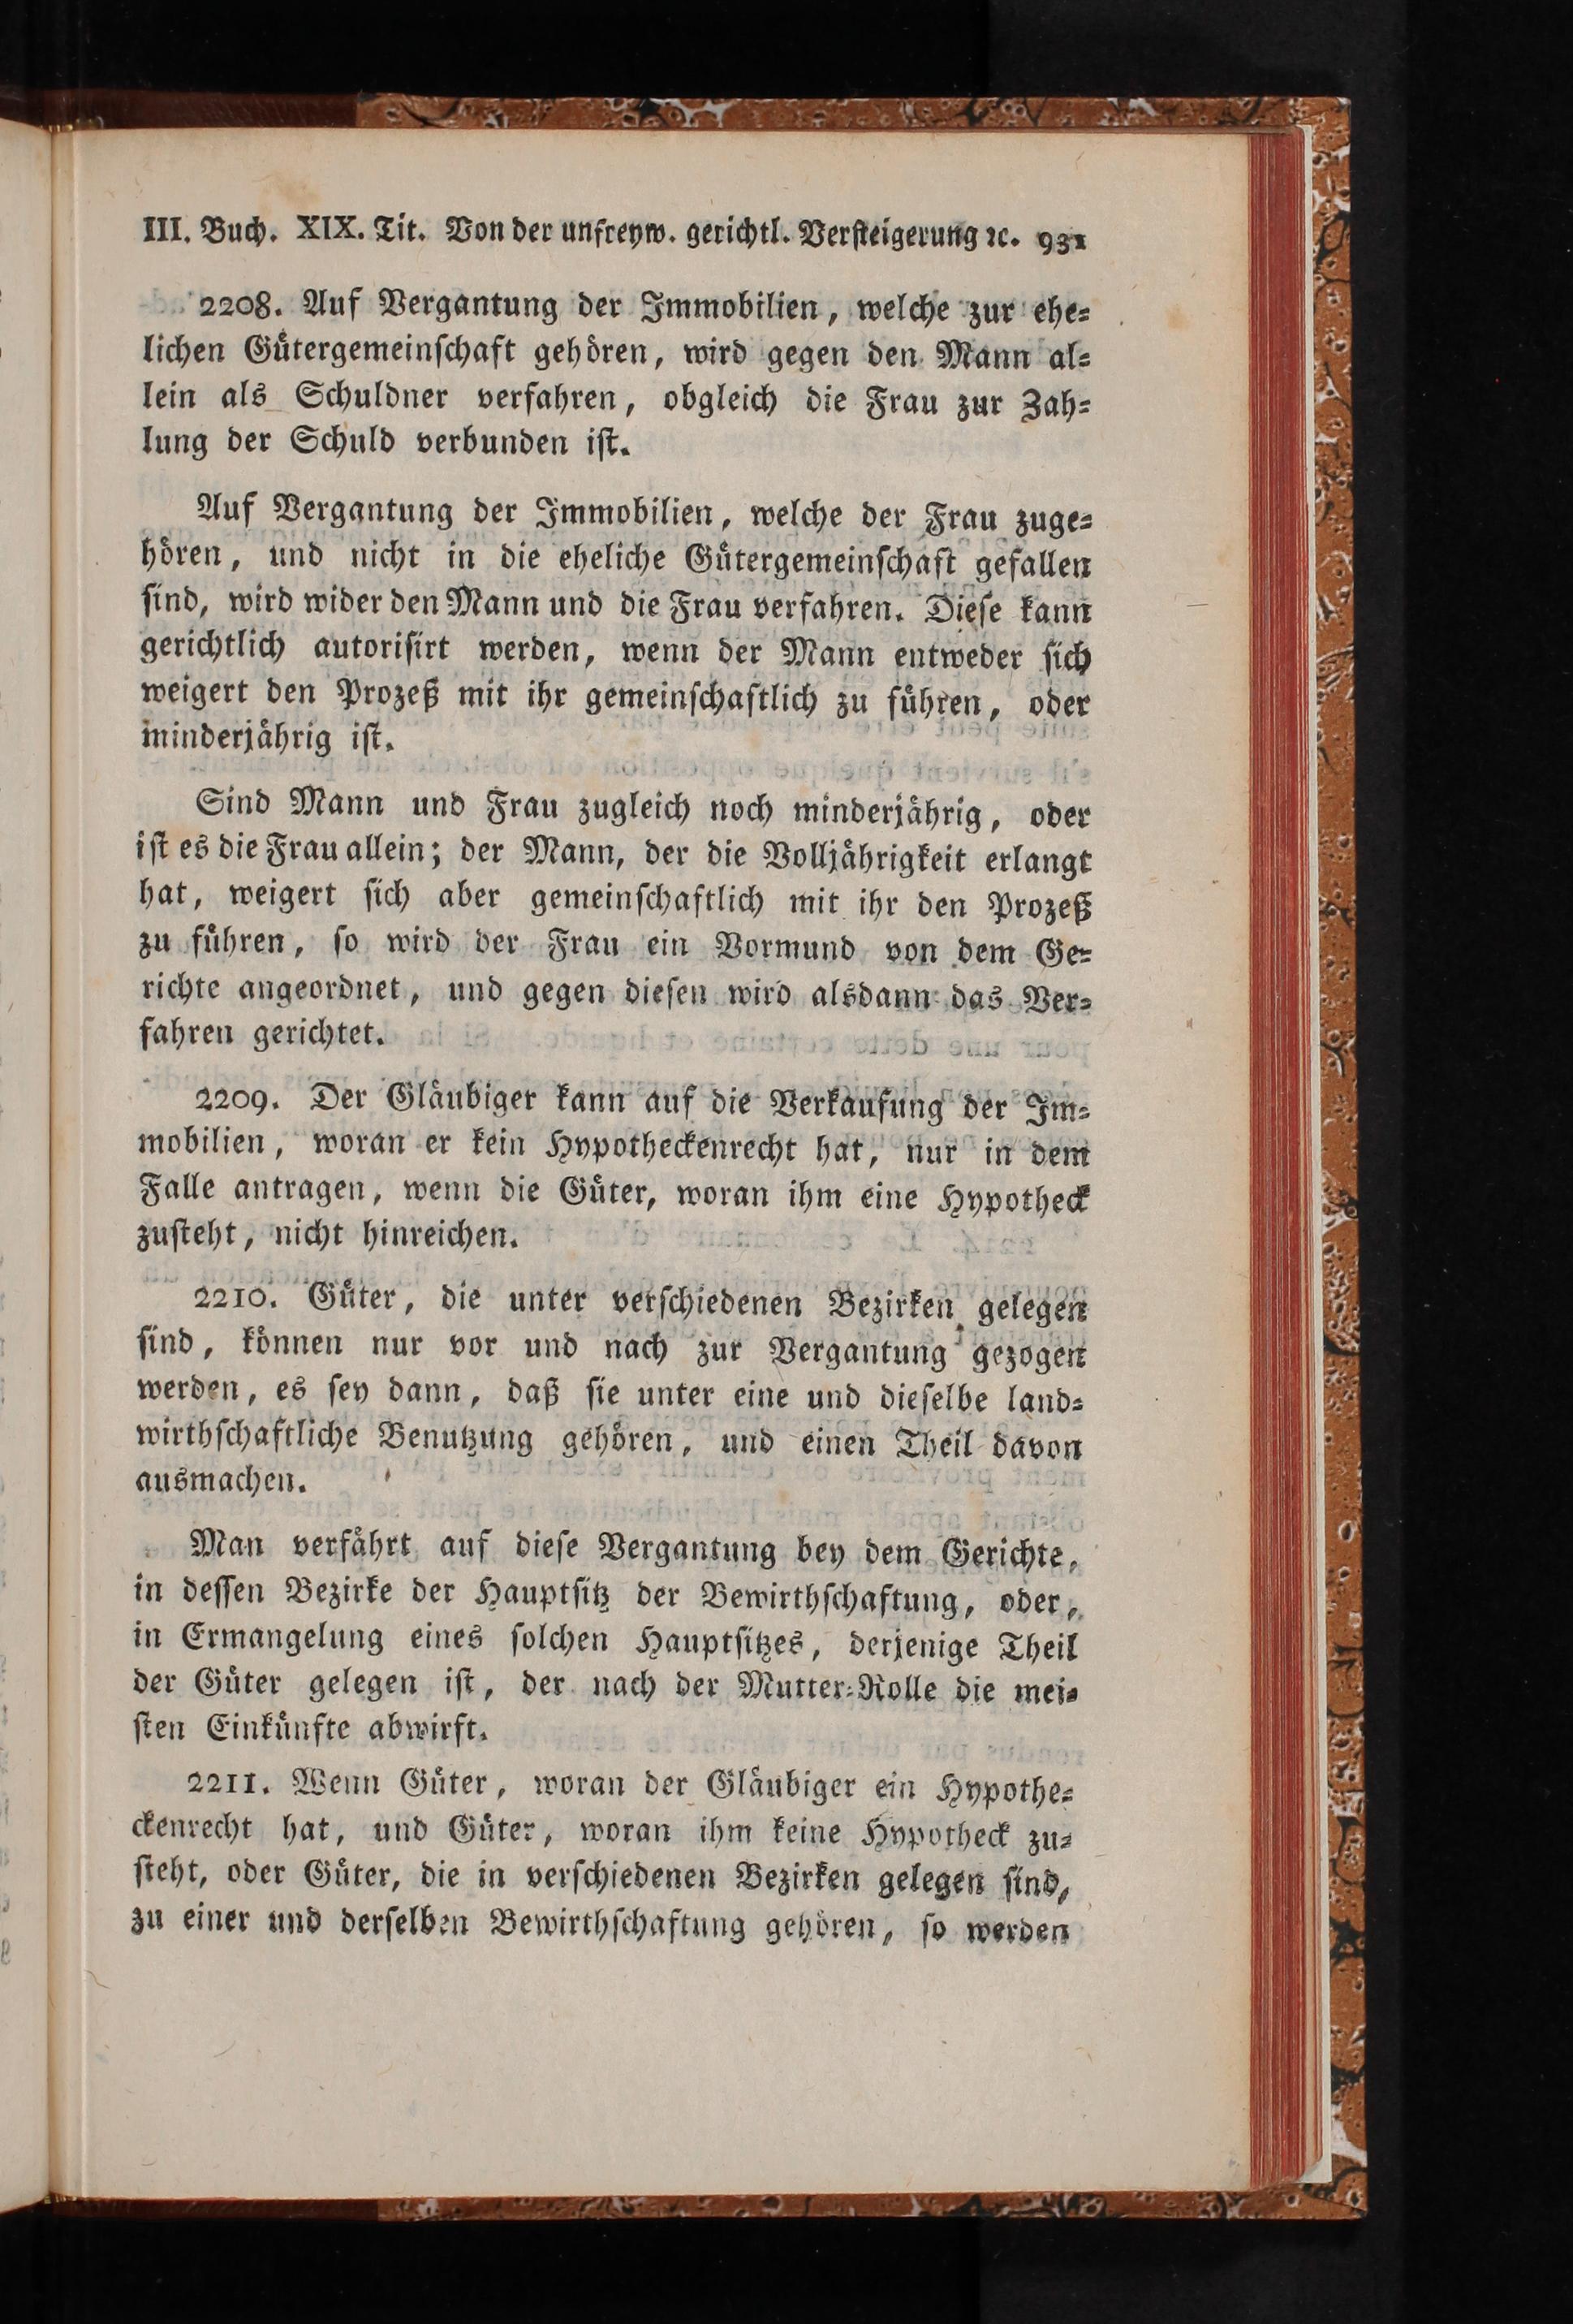 III. Buch. XIX. Tit. Von der unfreyw. gerichtl. Versteigerung ꝛc. 931
2208. Auf Vergantung der Immobilien, welche zur ehe-
lichen Gütergemeinschaft gehören, wird gegen den Mann al-
lein als Schuldner verfahren, obgleich die Frau zur Zah-
lung der Schuld verbunden ist.
Auf Vergantung der Immobilien, welche der Frau zuge-
hören, und nicht in die eheliche Gütergemeinschaft gefallen
sind, wird wider den Mann und die Frau verfahren. Diese kann
gerichtlich autorisirt werden, wenn der Mann entweder sich
weigert den Prozeß mit ihr gemeinschaftlich zu führen, oder
minderjährig ist.
Sind Mann und Frau zugleich noch minderjährig, oder
ist es die Frau allein; der Mann, der die Volljährigkeit erlangt
hat, weigert sich aber gemeinschaftlich mit ihr den Prozeß
zu führen, so wird der Frau ein Vormund von dem Ge-
richte angeordnet, und gegen diesen wird alsdann das Ver-
fahren gerichtet.
2209. Der Gläubiger kann auf die Verkaufung der Im-
mobilien, woran er kein Hypotheckenrecht hat, nur in dem
Falle antragen, wenn die Güter, woran ihm eine Hypotheck
zusteht, nicht hinreichen.
2210. Güter, die unter verschiedenen Bezirken gelegen
sind, können nur vor und nach zur Vergantung gezogen
werden, es sey dann, daß sie unter eine und dieselbe land-
wirthschaftliche Benutzung gehören, und einen Theil davon
ausmachen.
Man verfährt auf diese Vergantung bey dem Gerichte,
in dessen Bezirke der Hauptsitz der Bewirthschaftung, oder,
in Ermangelung eines solchen Hauptsitzes, derjenige Theil
der Güter gelegen ist, der nach der Mutter-Rolle die mei-
sten Einkünfte abwirft.
2211. Wenn Güter, woran der Gläubiger ein Hypothe-
ckenrecht hat, und Güter, woran ihm keine Hypotheck zu-
steht, oder Güter, die in verschiedenen Bezirken gelegen sind,
zu einer und derselben Bewirthschaftung gehören, so werden